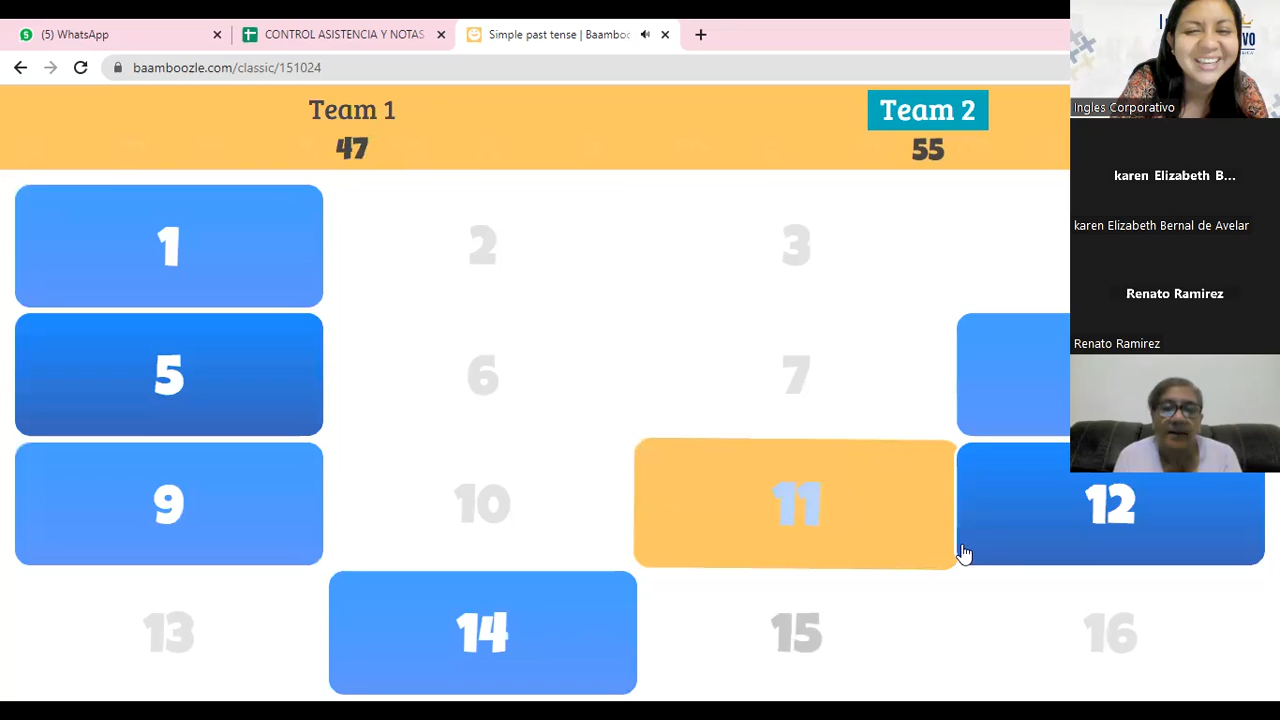 (5) WhatsApp
CONTROL ASISTENCIA Y NOTAS
Simple past tense | Baambo
baamboozle.com/classic/151024
Team 1
47
Team 2
55
1
2
3
5
6
7
9
10
11
12
13
14
15
16
Ingles Corporativo
karen Elizabeth B...
karen Elizabeth Bernal de Avelar
Renato Ramirez
Renato Ramirez